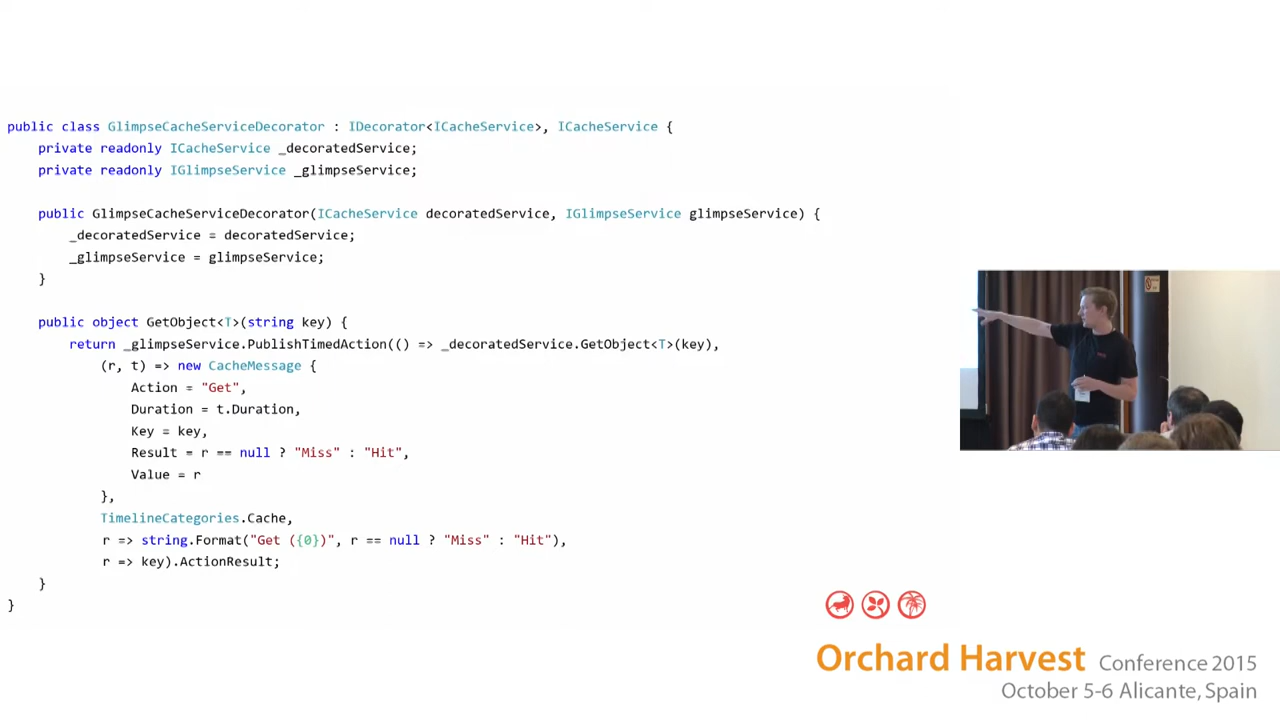 public class GlimpseCacheServiceDecorator : IDecorator<ICacheService>, ICacheService {
private readonly ICacheService _decoratedService;
private readonly IGlimpseService _glimpseService;
public GlimpseCacheServiceDecorator(ICacheService decoratedService, IGlimpseService glimpseService) {
_decoratedService = decoratedService;
_glimpseService = glimpseService;
}
public object GetObject<T>(string key) {
return _glimpseService.PublishTimedAction(() => _decoratedService.GetObject<T>(key),
(r, t) => new CacheMessage {
Action = "Get",
Duration = t.Duration,
Key = key,
Result = r == null ? "Miss" : "Hit",
Value = r
},
TimelineCategories.Cache,
r => string.Format("Get ({0})", r == null ? "Miss" : "Hit"),
r => key).ActionResult;
}
}
Orchard Harvest Conference 2015
October 5-6 Alicante, Spain